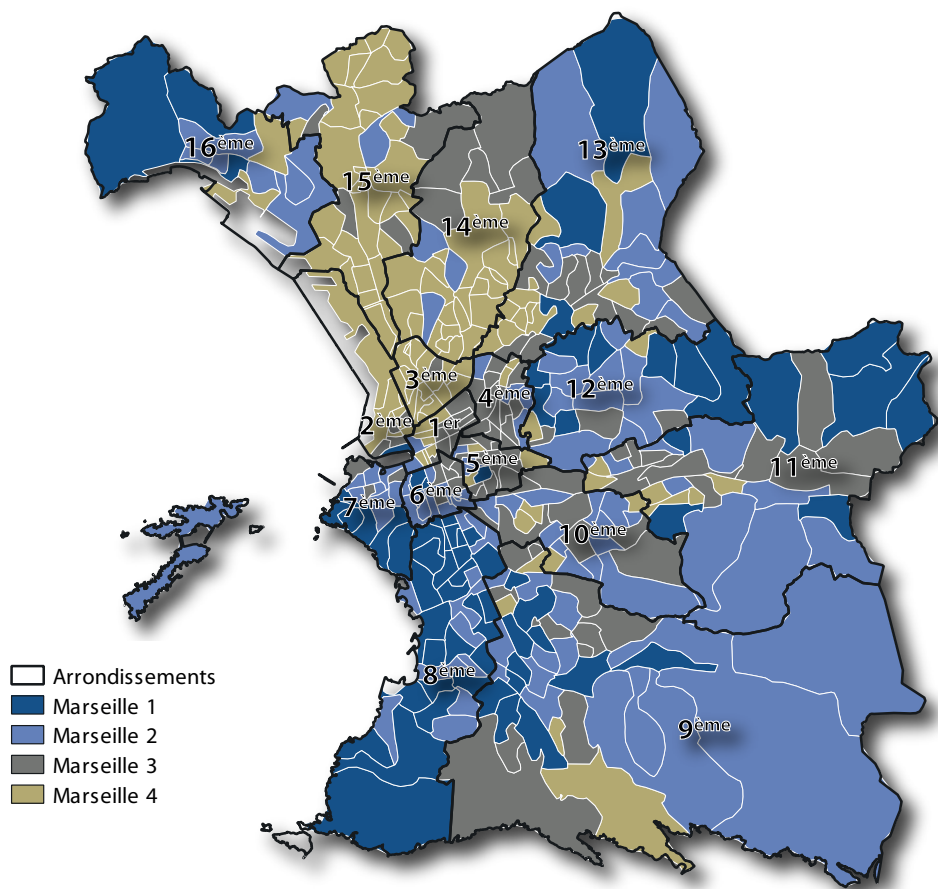 16ème
13ème
15ème
14ème
3ème
12ème
4ème
2ème
1er
5ème
11ème
6ème
7ème
10ème
8ème
9ème
Arrondissements
Marseille 1
Marseille 2
Marseille 3
Marseille 4